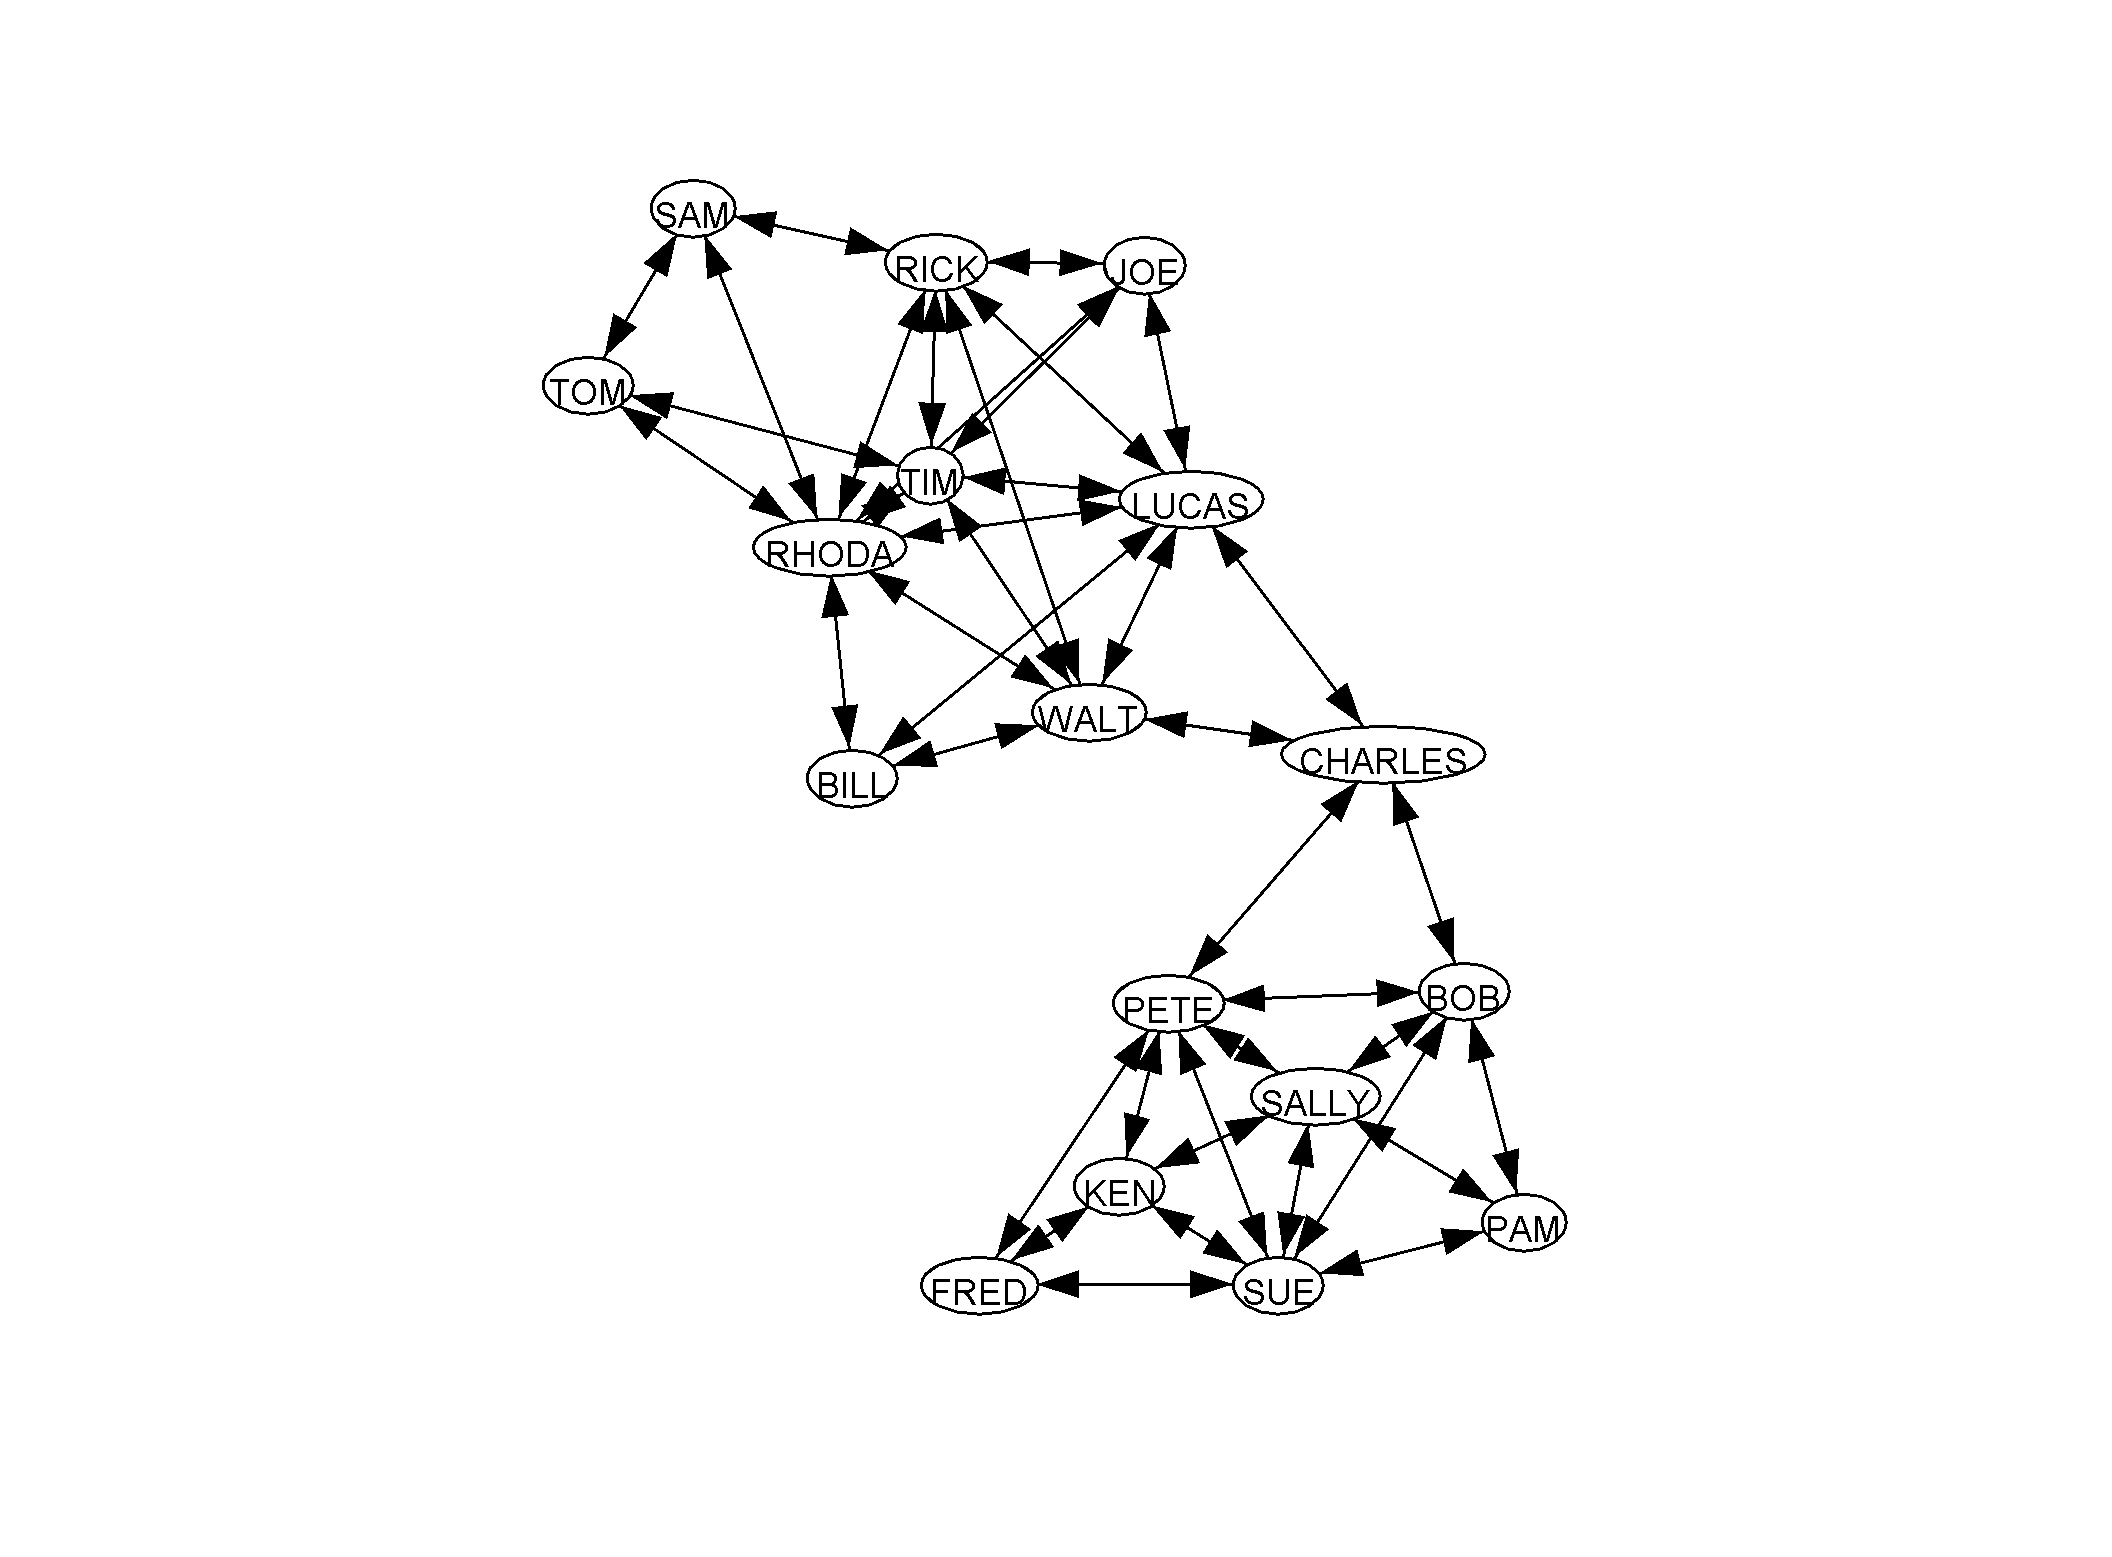 SAM
RICK
JOE
TOM
TIM
LUCAS
RHODA
WALT
CHARLES
BILL
PETE
BOB
SALLY
KEN
PAM
FRED
SUE